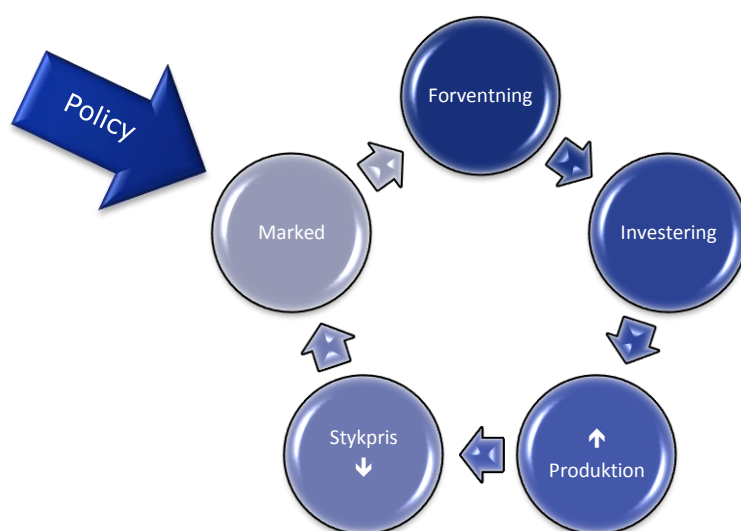 Policy
Forventning
Investering
↑
Produktion
Stykpris
↓
Marked